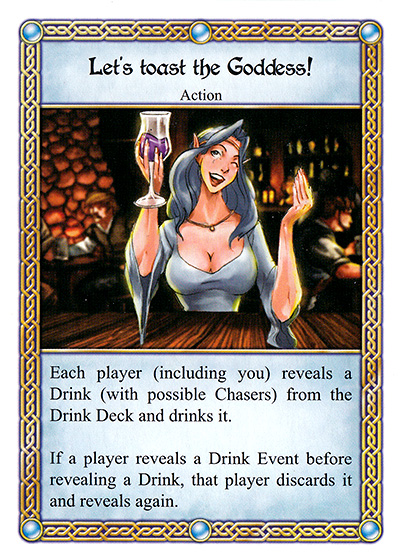 Let's toast the Goddess!
Action
Each player (including you) reveals a
Drink (with possible Chasers) from the
Drink Deck and drinks it.
If a player reveals a Drink Event before
revealing a Drink, that player discards it
and reveals again.